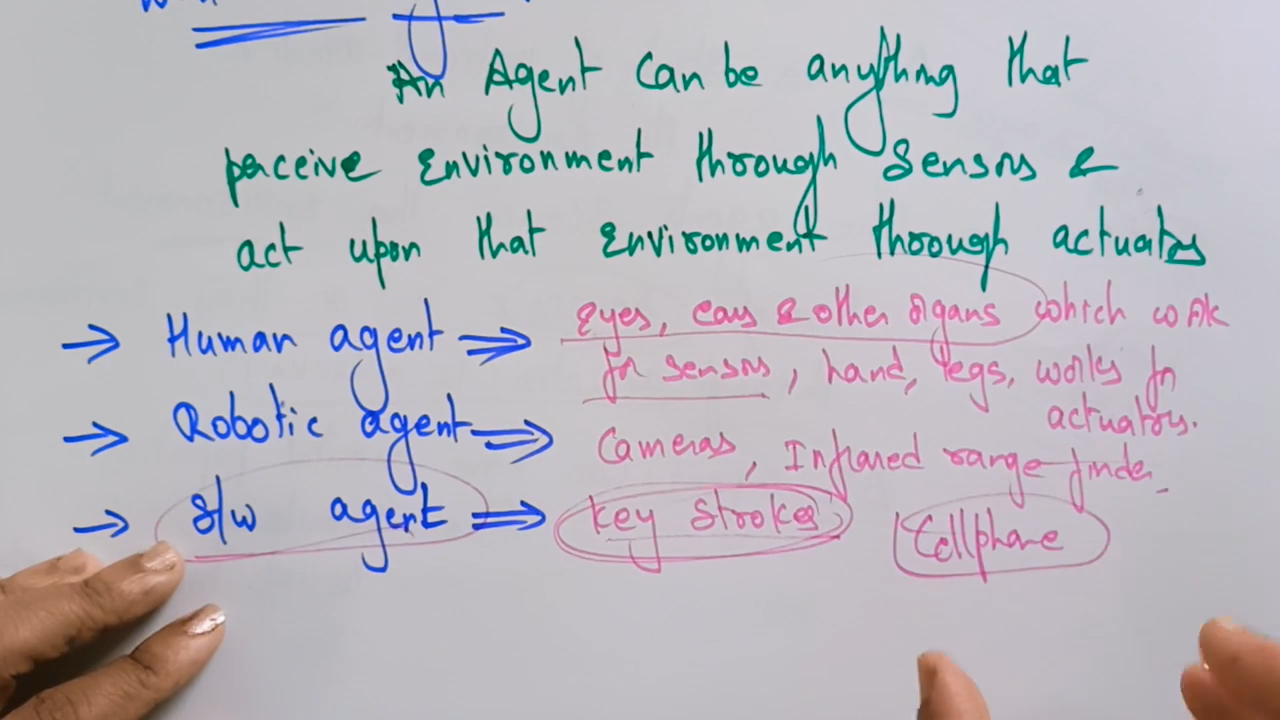 An Agent can be anything that
perceive Environment through Sensors &
act upon that Environment through actuators
→ Human agent ⇒ Eyes, ears & other organs which work
for sensors, hand, legs, works for
actuators.
→ Robotic agent ⇒ Cameras, Infrared range finder
→ S/w agent ⇒ key strokes, Cellphone